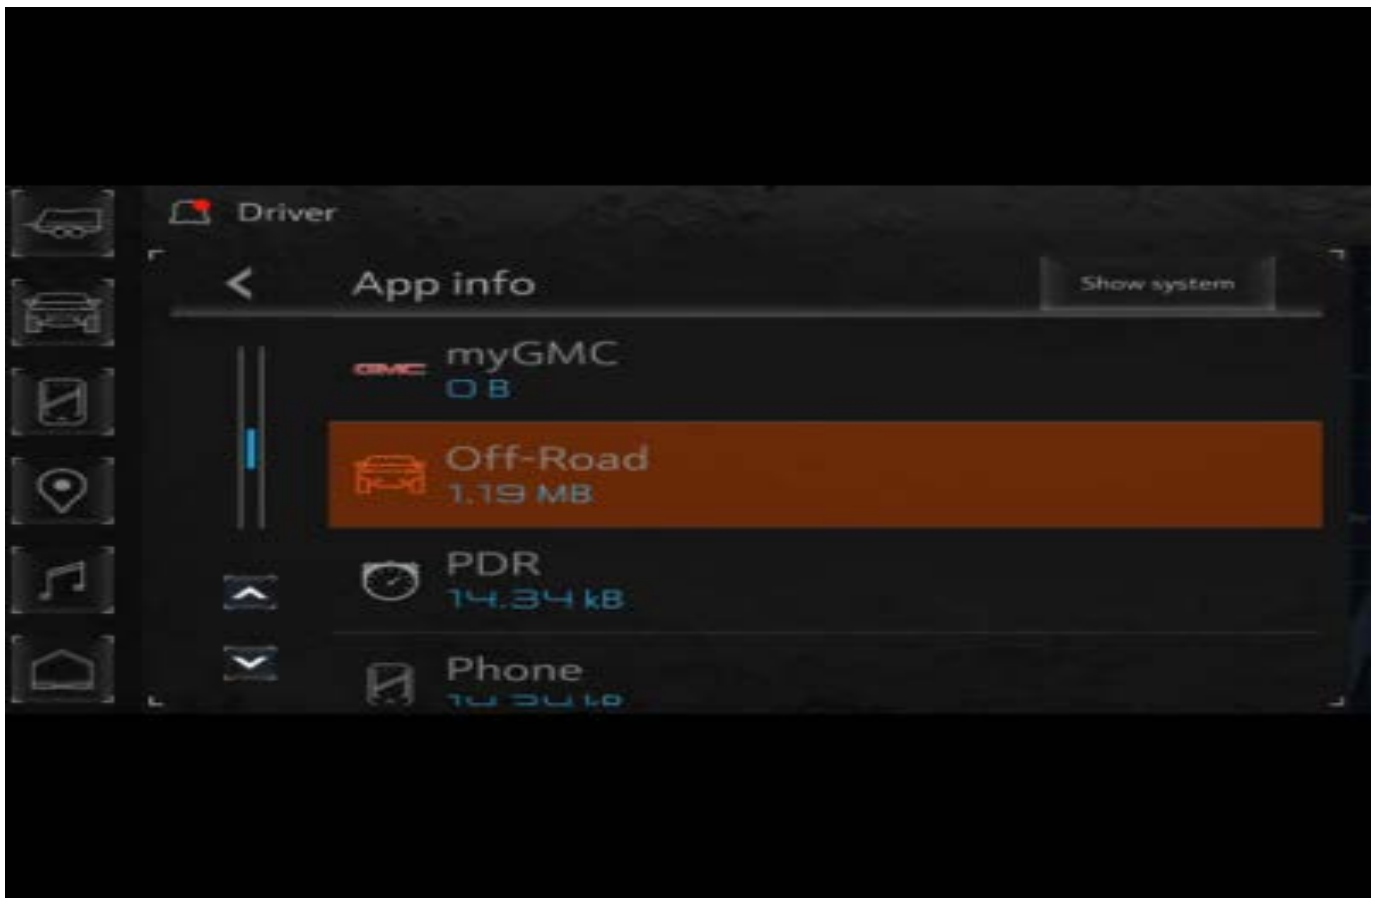 Driver
App info
Show system
GMC
myGMC
0 B
Off-Road
1.19 MB
PDR
14.34 kB
Phone